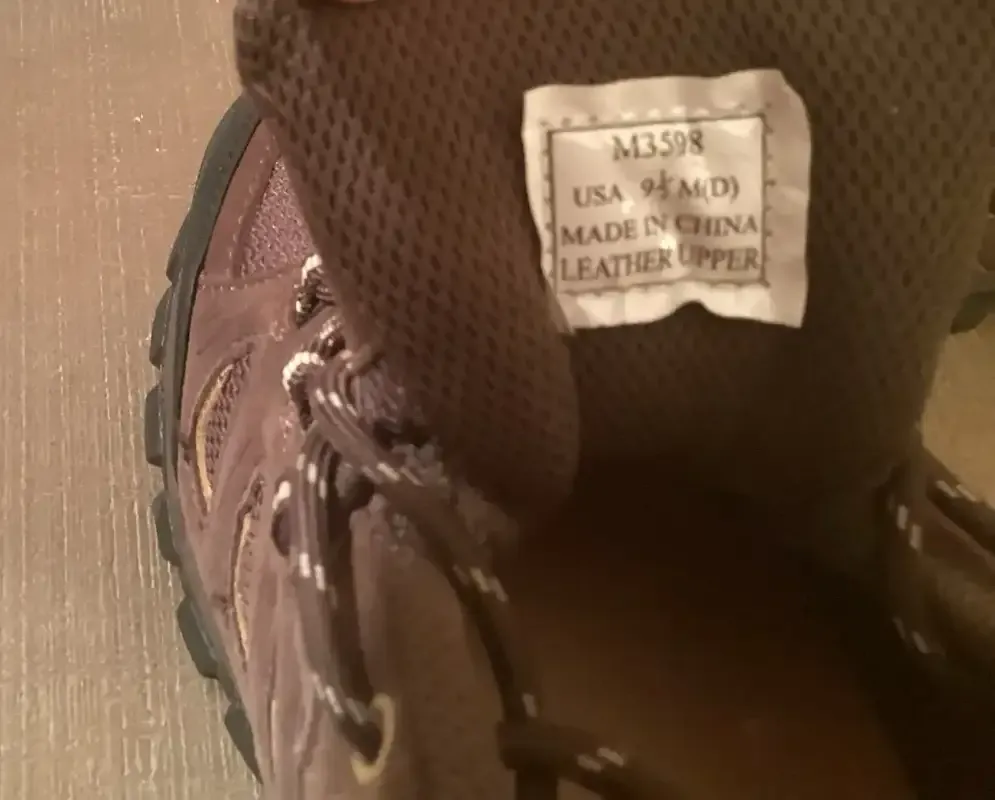 M3598
USA 9½ M(D)
MADE IN CHINA
LEATHER UPPER